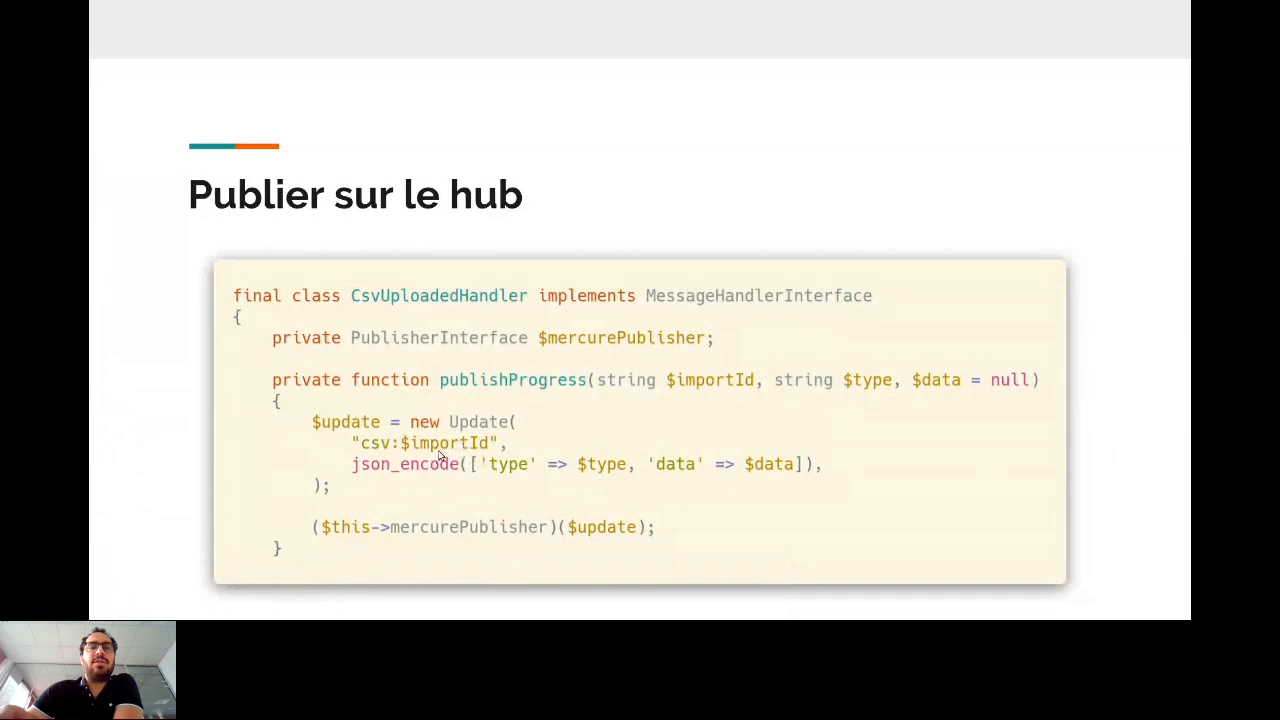 Publier sur le hub
final class CsvUploadedHandler implements MessageHandlerInterface
{
private PublisherInterface $mercurePublisher;
private function publishProgress(string $importId, string $type, $data = null)
{
$update = new Update(
"csv:$importId",
json_encode(['type' => $type, 'data' => $data]),
);
($this->mercurePublisher)($update);
}